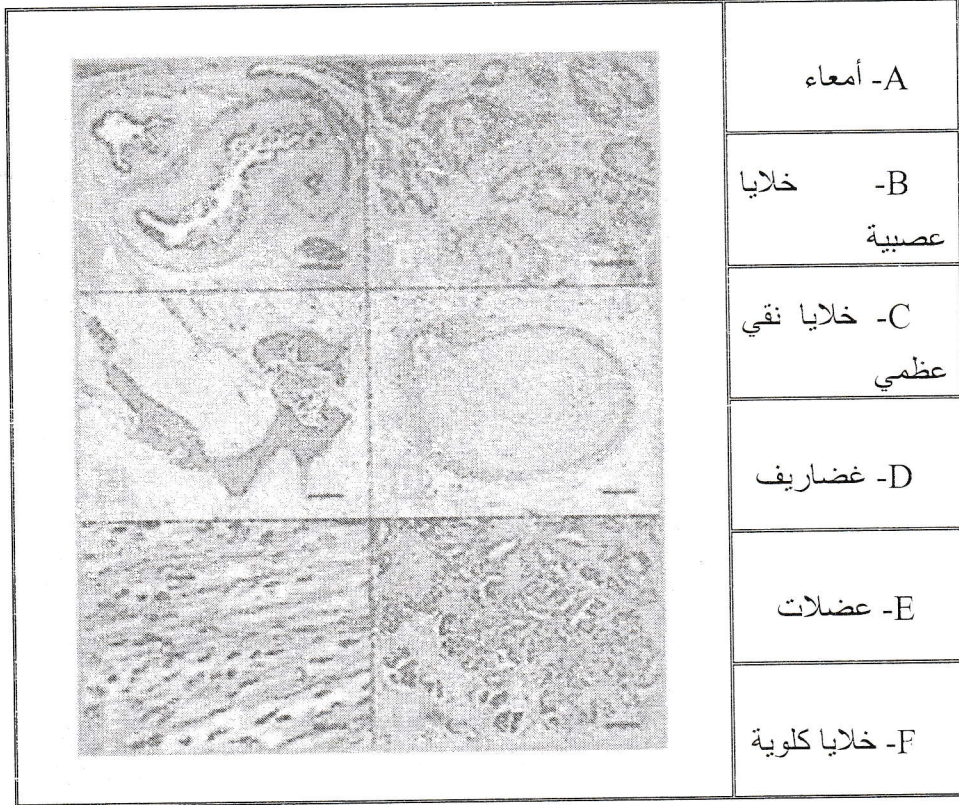 A- أمعاء
B- خلايا
عصبية
C- خلايا نقي
عظمي
D- غضاريف
E- عضلات
F- خلايا كلوية